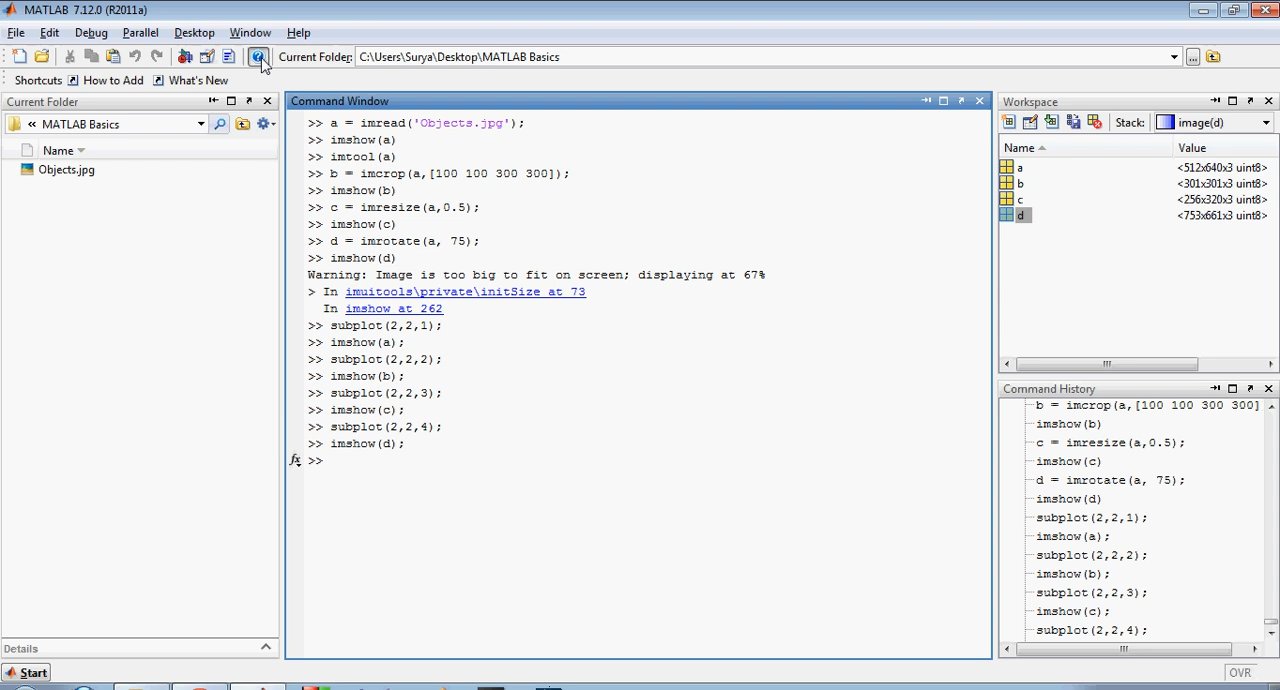 MATLAB 7.12.0 (R2011a)
File Edit Debug Parallel Desktop Window Help
Current Folder: C:\Users\Surya\Desktop\MATLAB Basics
Shortcuts How to Add What's New
Current Folder
« MATLAB Basics
Name
Objects.jpg
Details
Command Window
>> a = imread('Objects.jpg');
>> imshow(a)
>> imtool(a)
>> b = imcrop(a,[100 100 300 300]);
>> imshow(b)
>> c = imresize(a,0.5);
>> imshow(c)
>> d = imrotate(a, 75);
>> imshow(d)
Warning: Image is too big to fit on screen; displaying at 67%
> In imuitools\private\initSize at 73
In imshow at 262
>> subplot(2,2,1);
>> imshow(a);
>> subplot(2,2,2);
>> imshow(b);
>> subplot(2,2,3);
>> imshow(c);
>> subplot(2,2,4);
>> imshow(d);
fx >>
Workspace
Stack: image(d)
Name Value
a <512x640x3 uint8>
b <301x301x3 uint8>
c <256x320x3 uint8>
d <753x661x3 uint8>
Command History
b = imcrop(a,[100 100 300 300]
imshow(b)
c = imresize(a,0.5);
imshow(c)
d = imrotate(a, 75);
imshow(d)
subplot(2,2,1);
imshow(a);
subplot(2,2,2);
imshow(b);
subplot(2,2,3);
imshow(c);
subplot(2,2,4);
Start
OVR